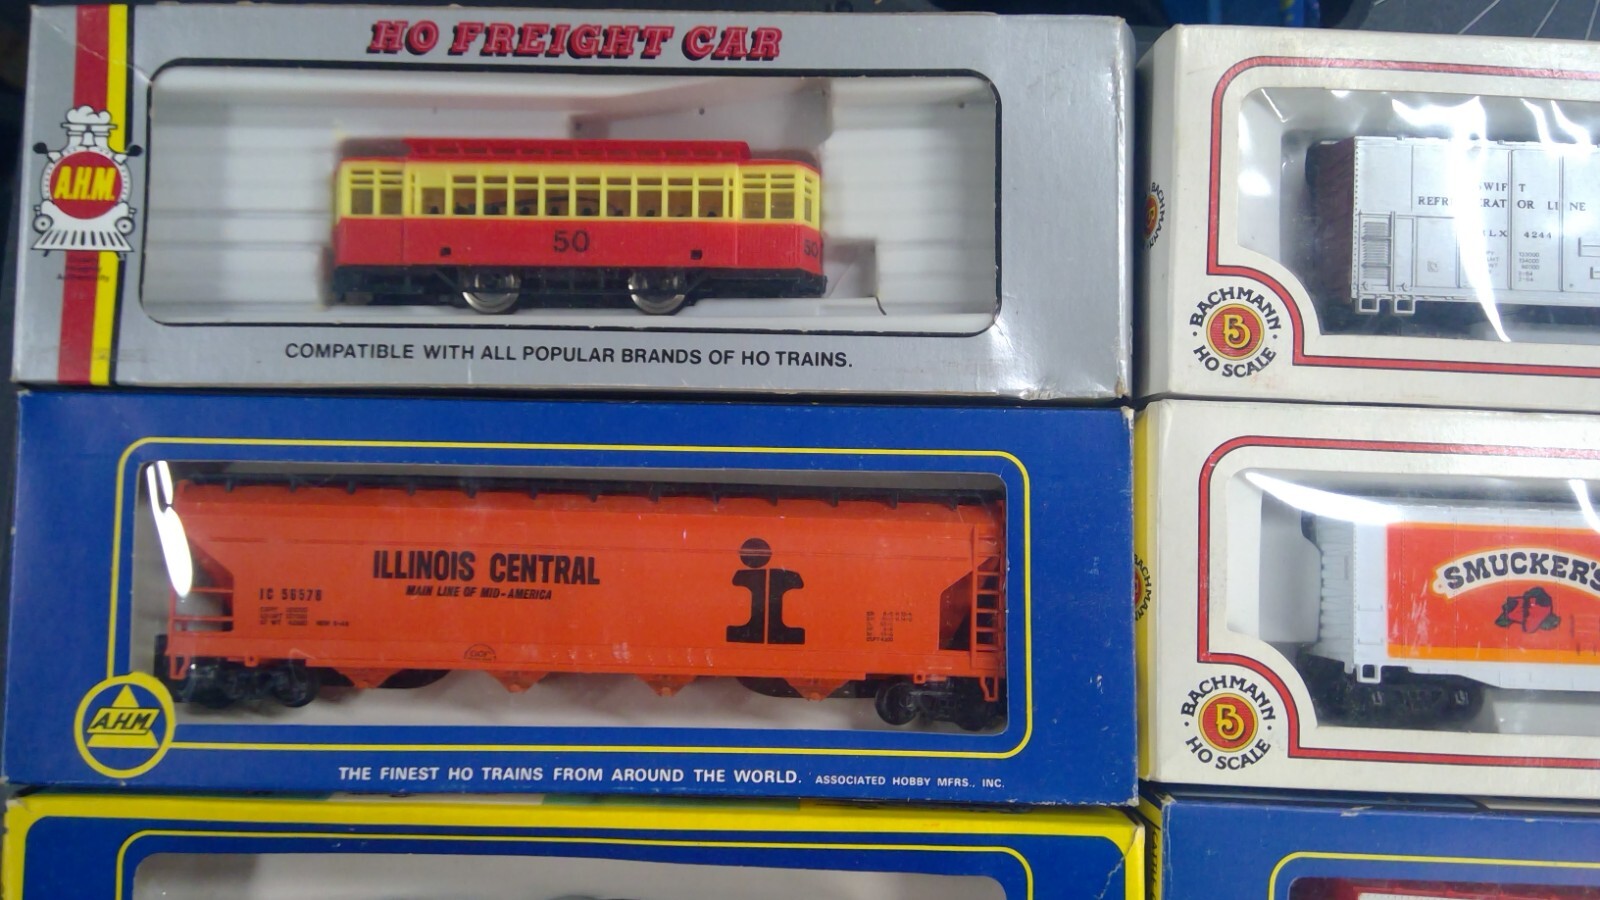 HO FREIGHT CAR
A.H.M.
50
50
COMPATIBLE WITH ALL POPULAR BRANDS OF HO TRAINS.
SWIFT
REFRIGERATOR LINE
LX 4244
BACHMANN
B
HO SCALE
ILLINOIS CENTRAL
MAIN LINE OF MID-AMERICA
IC 56578
A.H.M.
THE FINEST HO TRAINS FROM AROUND THE WORLD. ASSOCIATED HOBBY MFRS., INC.
SMUCKER'S
BACHMANN
B
HO SCALE